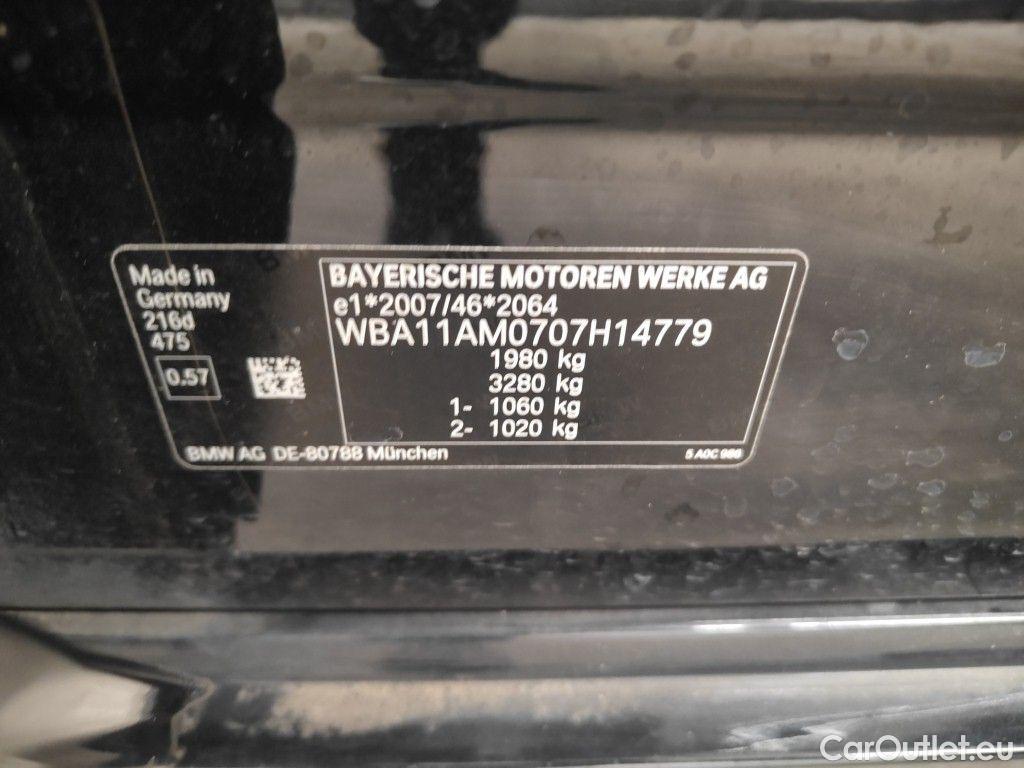 Made in
Germany
216d
475
0.57
BAYERISCHE MOTOREN WERKE AG
e1*2007/46*2064
WBA11AM0707H14779
1980 kg
3280 kg
1- 1060 kg
2- 1020 kg
BMW AG DE-80788 München
5 A0C 986
CarOutlet.eu